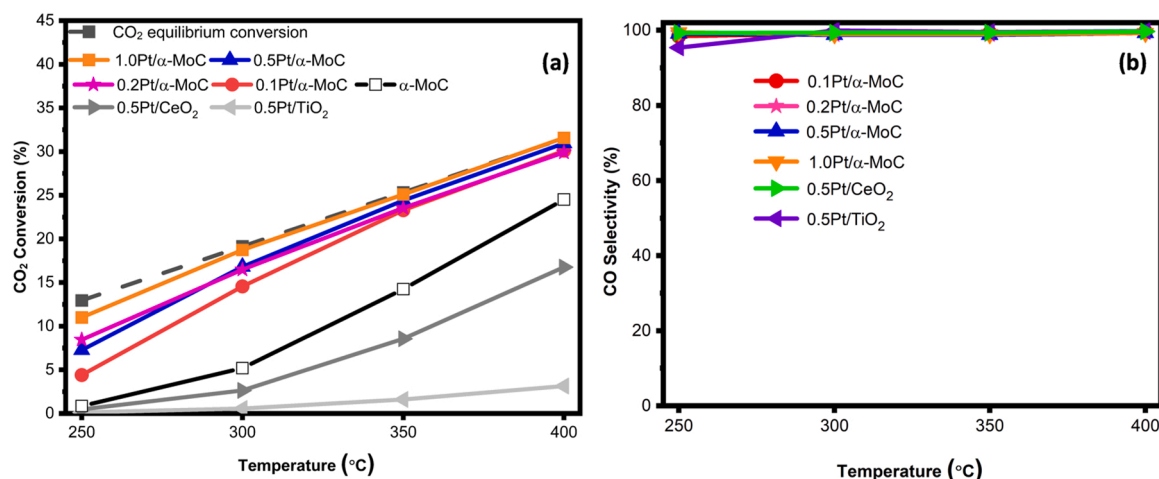 (a)
CO₂ equilibrium conversion
1.0Pt/α-MoC 0.5Pt/α-MoC
0.2Pt/α-MoC 0.1Pt/α-MoC α-MoC
0.5Pt/CeO₂ 0.5Pt/TiO₂
CO₂ Conversion (%)
45
40
35
30
25
20
15
10
5
0
250 300 350 400
Temperature (°C)
(b)
0.1Pt/α-MoC
0.2Pt/α-MoC
0.5Pt/α-MoC
1.0Pt/α-MoC
0.5Pt/CeO₂
0.5Pt/TiO₂
CO Selectivity (%)
100
80
60
40
20
0
250 300 350 400
Temperature (°C)